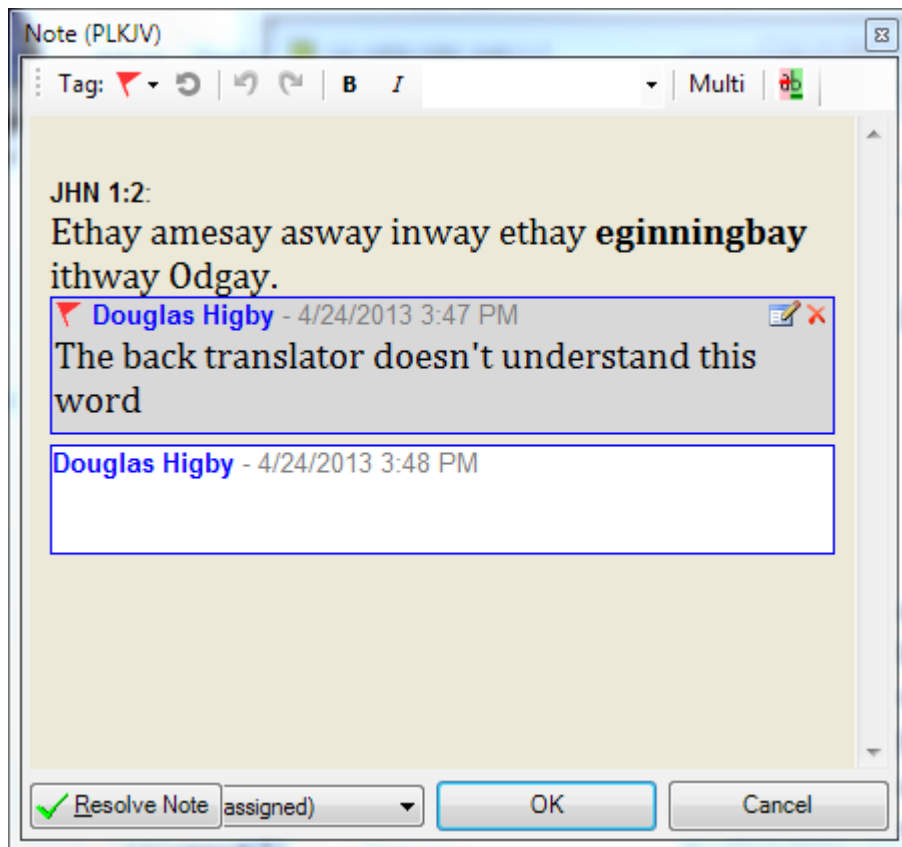 Note (PLKJV)
Tag: B I Multi ab
JHN 1:2:
Ethay amesay asway inway ethay eginningbay
ithway Odgay.
Douglas Higby - 4/24/2013 3:47 PM
The back translator doesn't understand this
word
Douglas Higby - 4/24/2013 3:48 PM
Resolve Note assigned) OK Cancel